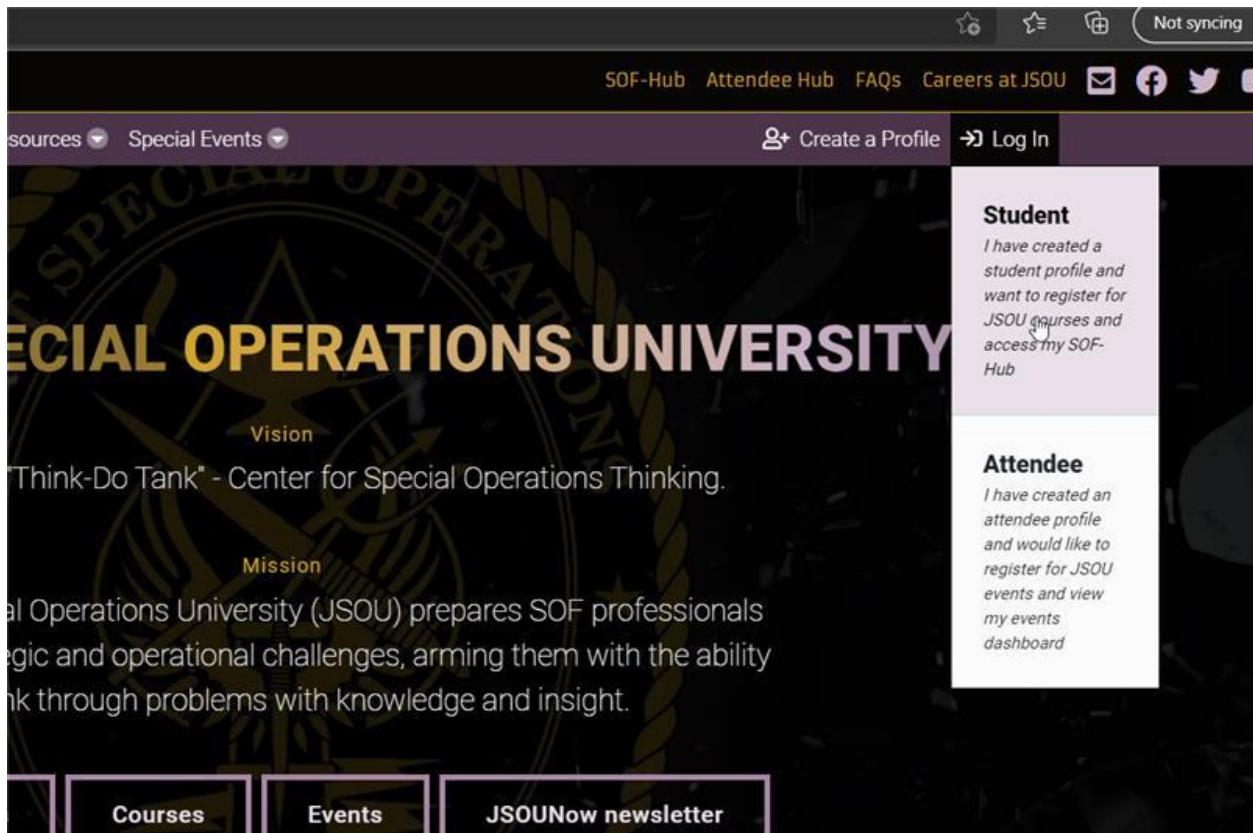 Not syncing
SOF-Hub Attendee Hub FAQs Careers at JSOU
sources Special Events Create a Profile Log In
SPECIAL OPERATIONS
ECIAL OPERATIONS UNIVERSITY
Student
I have created a
student profile and
want to register for
JSOU courses and
access my SOF-
Hub
Attendee
I have created an
attendee profile
and would like to
register for JSOU
events and view
my events
dashboard
Vision
"Think-Do Tank" - Center for Special Operations Thinking.
Mission
al Operations University (JSOU) prepares SOF professionals
egic and operational challenges, arming them with the ability
nk through problems with knowledge and insight.
Courses Events JSOUNow newsletter